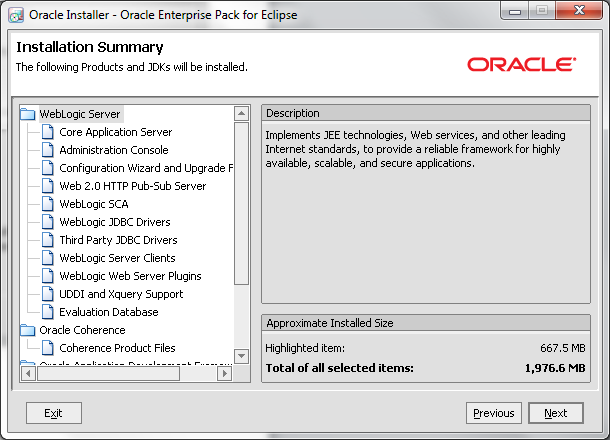 Oracle Installer - Oracle Enterprise Pack for Eclipse
Installation Summary
The following Products and JDKs will be installed.
ORACLE
WebLogic Server
Core Application Server
Administration Console
Configuration Wizard and Upgrade F
Web 2.0 HTTP Pub-Sub Server
WebLogic SCA
WebLogic JDBC Drivers
Third Party JDBC Drivers
WebLogic Server Clients
WebLogic Web Server Plugins
UDDI and Xquery Support
Evaluation Database
Oracle Coherence
Coherence Product Files
Oracle Application Development Framew
Description
Implements JEE technologies, Web services, and other leading
Internet standards, to provide a reliable framework for highly
available, scalable, and secure applications.
Approximate Installed Size
Highlighted item: 667.5 MB
Total of all selected items: 1,976.6 MB
Exit
Previous
Next